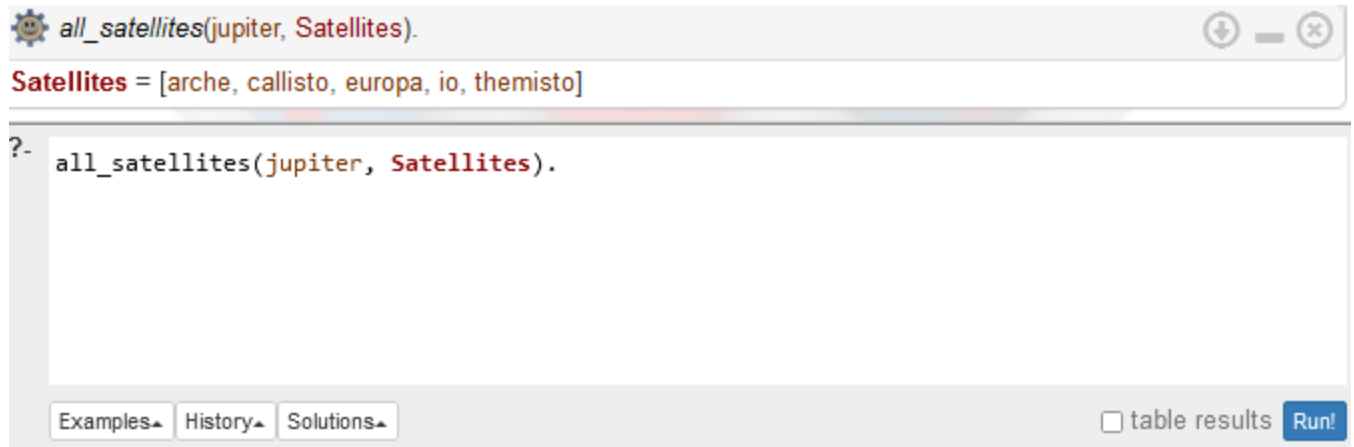 all_satellites(jupiter, Satellites).
Satellites = [arche, callisto, europa, io, themisto]
?- all_satellites(jupiter, Satellites).
Examples History Solutions table results Run!